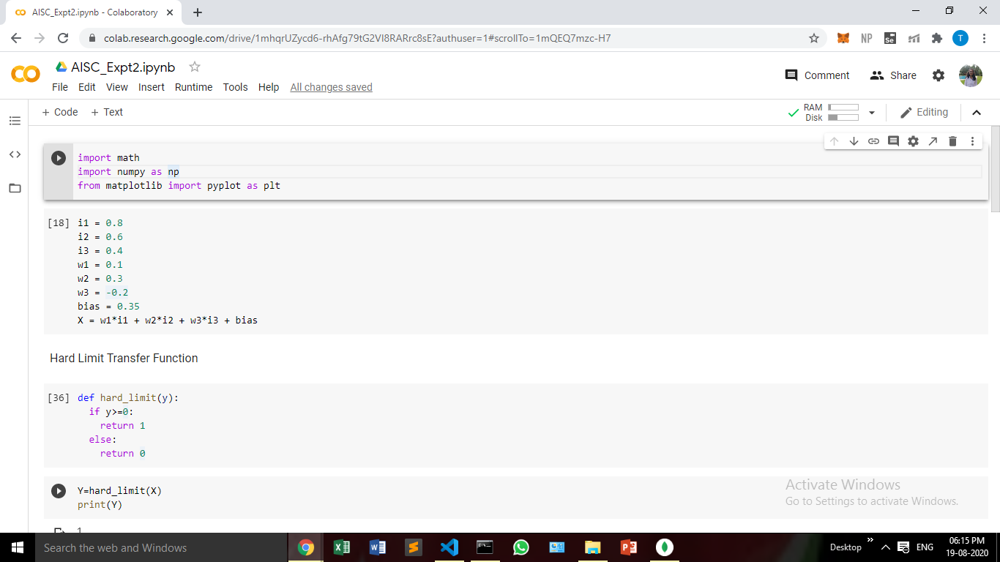 AISC_Expt2.ipynb - Colaboratory
colab.research.google.com/drive/1mhqrUZycd6-rhAfg79tG2VI8RARrc8sE?authuser=1#scrollTo=1mQEQ7mzc-H7
NP
Se
T
AISC_Expt2.ipynb
File Edit View Insert Runtime Tools Help All changes saved
Comment
Share
+ Code + Text
RAM
Disk
Editing
import math
import numpy as np
from matplotlib import pyplot as plt
[18] i1 = 0.8
i2 = 0.6
i3 = 0.4
w1 = 0.1
w2 = 0.3
w3 = -0.2
bias = 0.35
X = w1*i1 + w2*i2 + w3*i3 + bias
Hard Limit Transfer Function
[36] def hard_limit(y):
if y>=0:
return 1
else:
return 0
Y=hard_limit(X)
print(Y)
1
Activate Windows
Go to Settings to activate Windows.
Search the web and Windows
Desktop
ENG
06:15 PM
19-08-2020